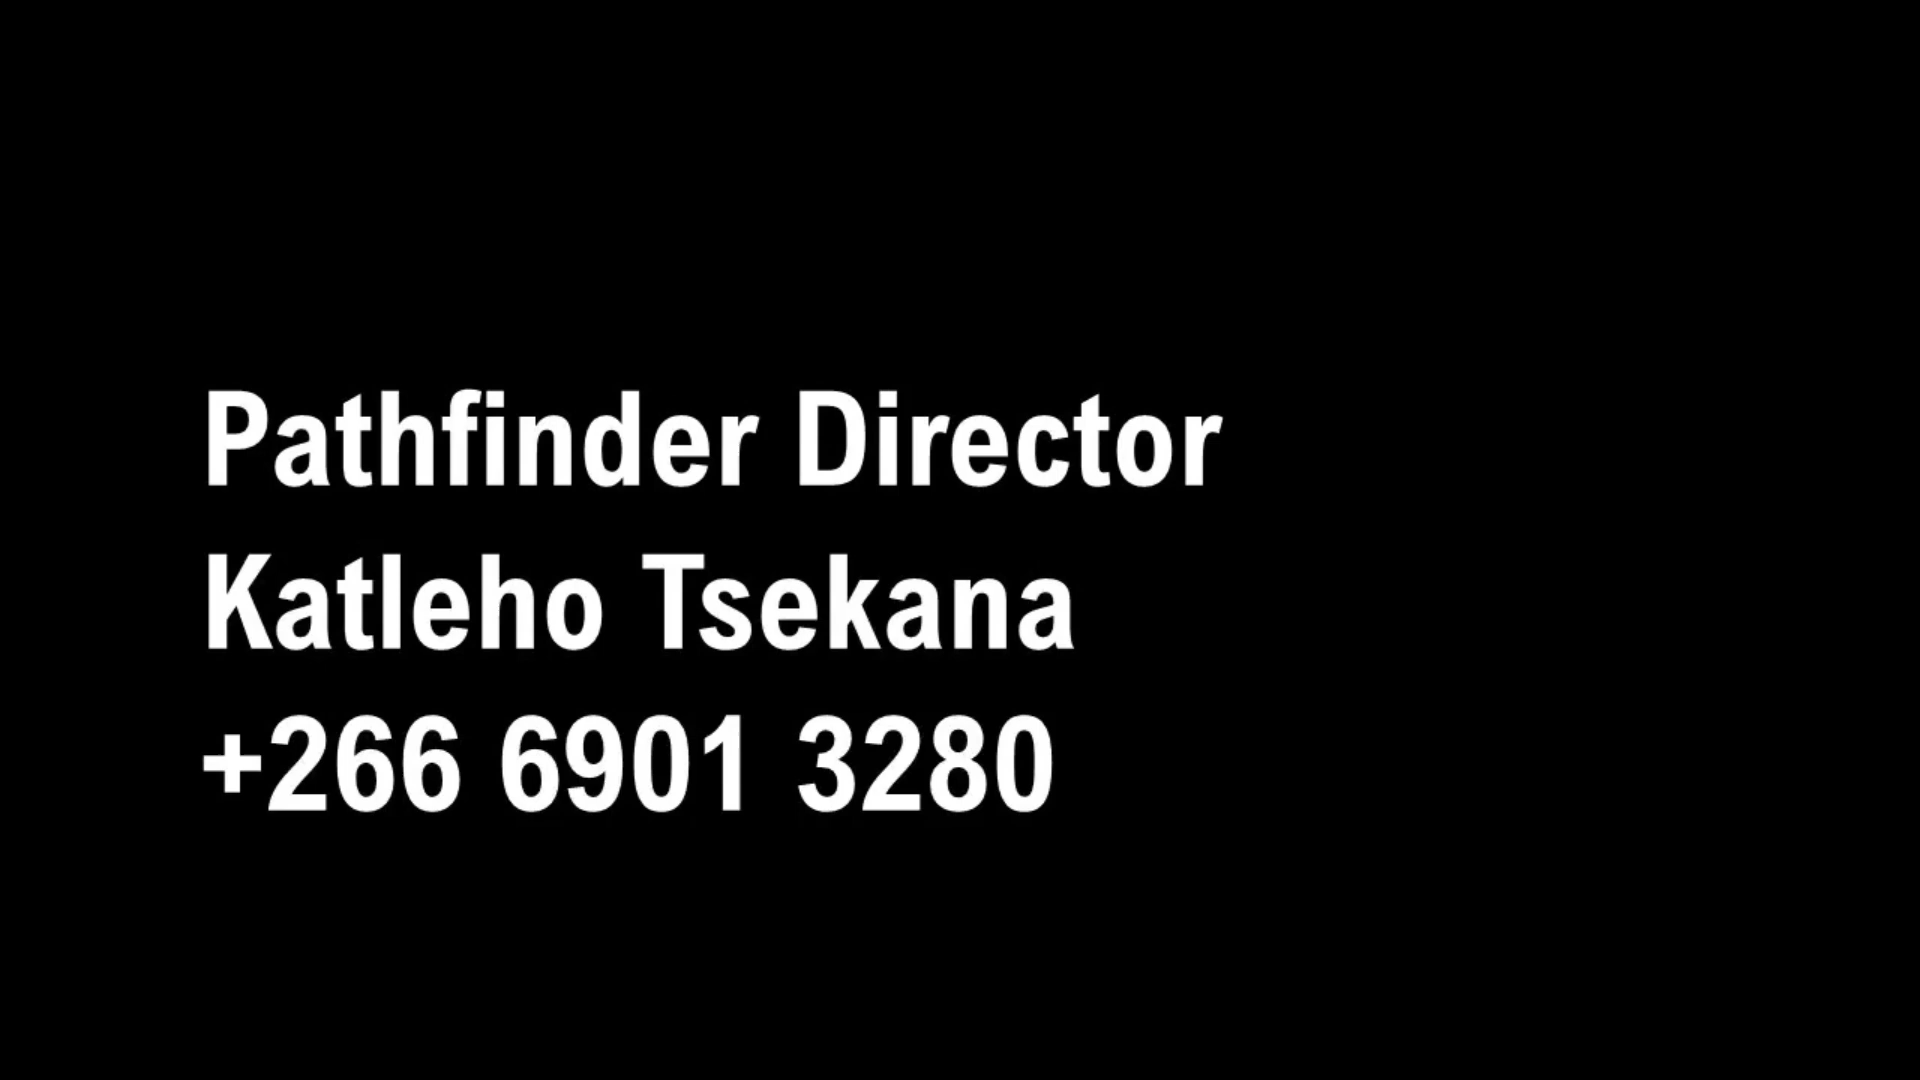 Pathfinder Director
Katleho Tsekana
+266 6901 3280